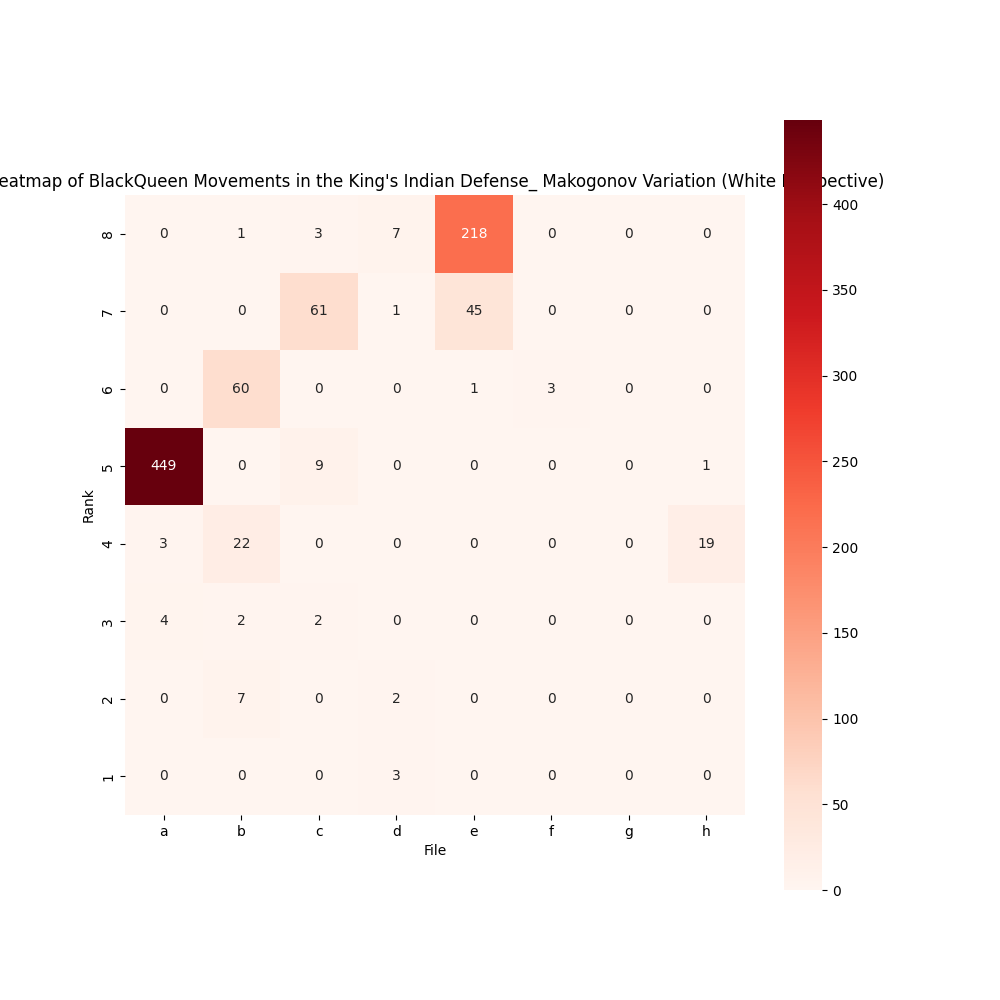 eatmap of BlackQueen Movements in the King's Indian Defense_ Makogonov Variation (White pective)
8 0 1 3 7 218 0 0 0
7 0 0 61 1 45 0 0 0
6 0 60 0 0 1 3 0 0
5 449 0 9 0 0 0 0 1
4 3 22 0 0 0 0 0 19
3 4 2 2 0 0 0 0 0
2 0 7 0 2 0 0 0 0
1 0 0 0 3 0 0 0 0
a b c d e f g h
File
Rank
400
350
300
250
200
150
100
50
0